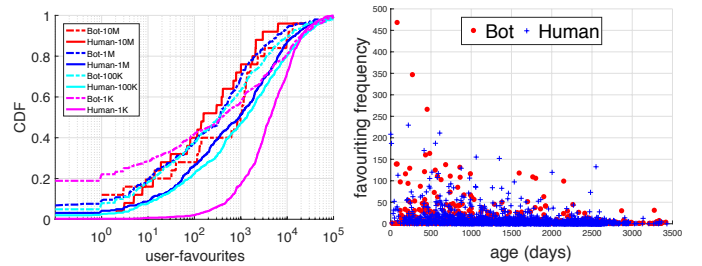 1
0.8
0.6
0.4
0.2
0
CDF
Bot-10M
Human-10M
Bot-1M
Human-1M
Bot-100K
Human-100K
Bot-1K
Human-1K
10^0 10^1 10^2 10^3 10^4 10^5
user-favourites
500
450
400
350
300
250
200
150
100
50
0
favouriting frequency
Bot Human
0 500 1000 1500 2000 2500 3000 3500
age (days)